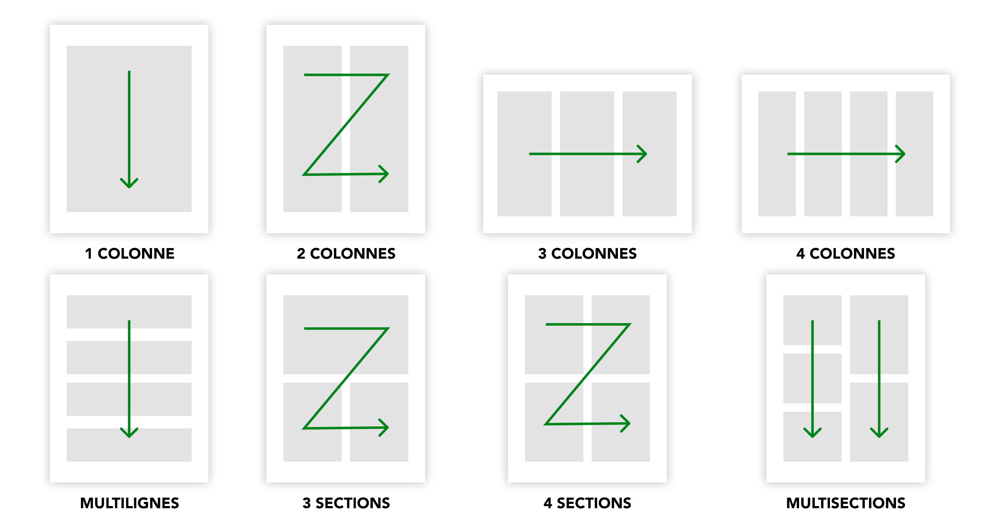 1 COLONNE
2 COLONNES
3 COLONNES
4 COLONNES
MULTILIGNES
3 SECTIONS
4 SECTIONS
MULTISECTIONS